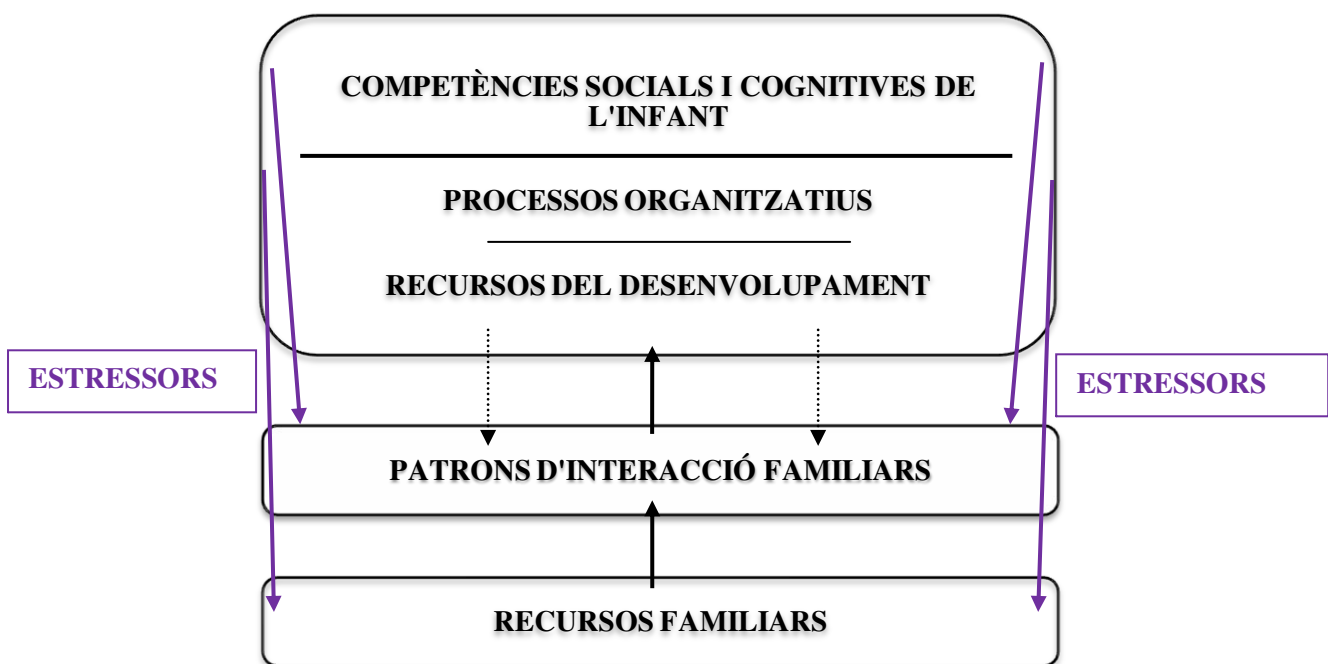 COMPETÈNCIES SOCIALS I COGNITIVES DE
L'INFANT
PROCESSOS ORGANITZATIUS
RECURSOS DEL DESENVOLUPAMENT
ESTRESSORS
ESTRESSORS
PATRONS D'INTERACCIÓ FAMILIARS
RECURSOS FAMILIARS